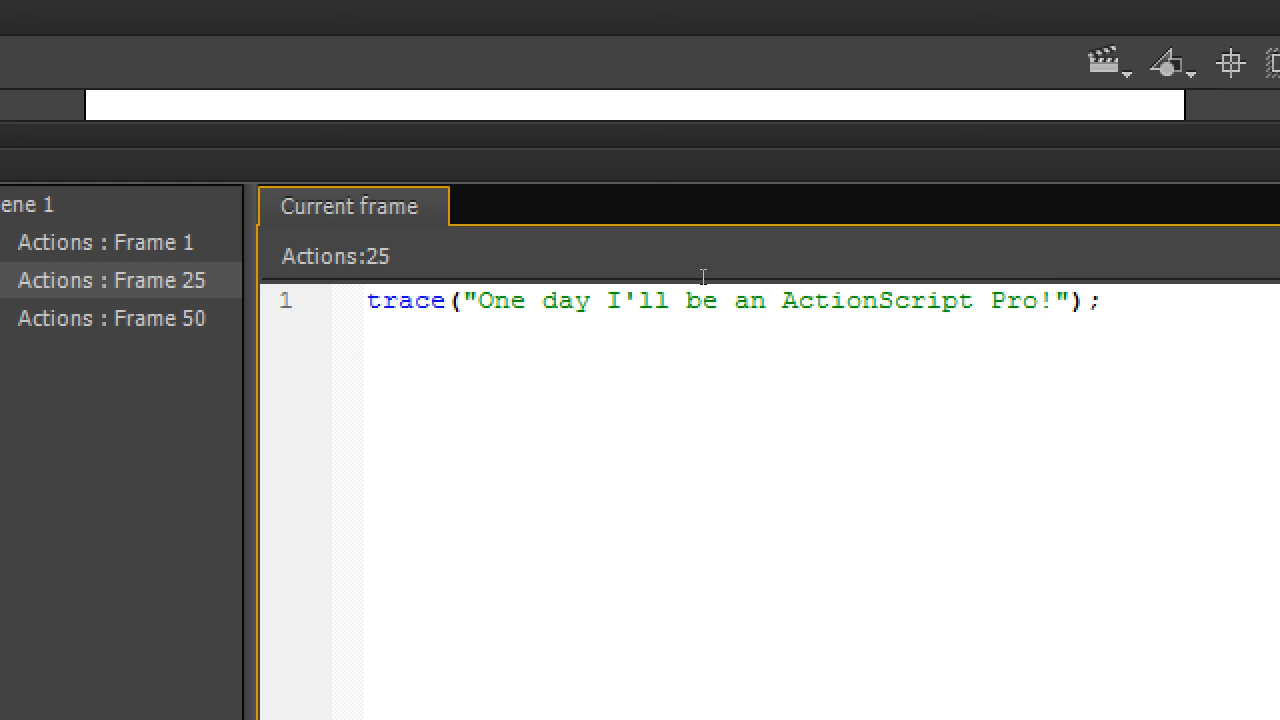 ene 1
Actions : Frame 1
Actions : Frame 25
Actions : Frame 50
Current frame
Actions:25
1 trace("One day I'll be an ActionScript Pro!");